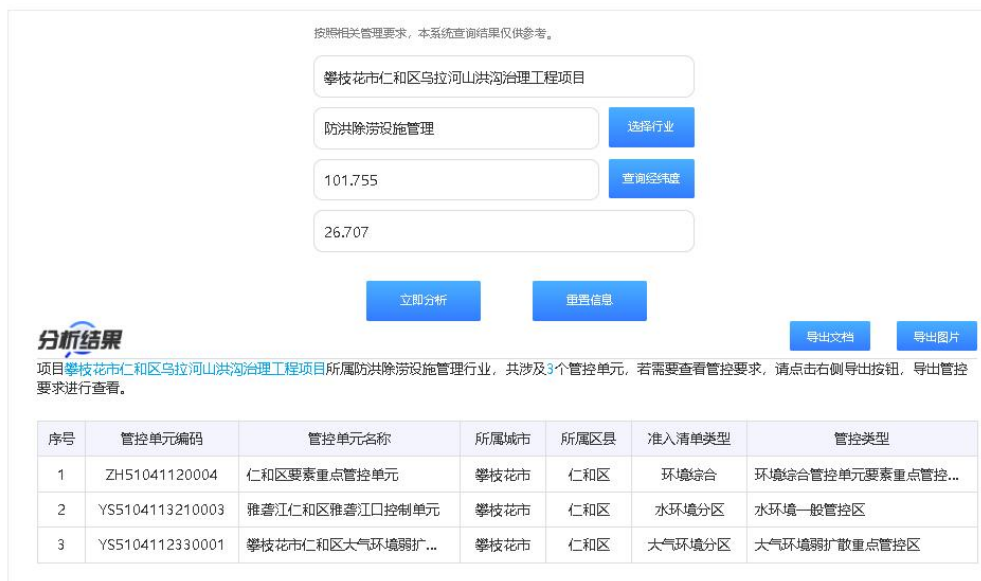 按照相关管理要求，本系统查询结果仅供参考。
攀枝花市仁和区乌拉河山洪沟治理工程项目
防洪除涝设施管理
选择行业
101.755
查询经纬度
26.707
立即分析
重置信息
分析结果
导出文档
导出图片
项目攀枝花市仁和区乌拉河山洪沟治理工程项目所属防洪除涝设施管理行业，共涉及3个管控单元，若需要查看管控要求，请点击右侧导出按钮，导出管控
要求进行查看。
序号 管控单元编码 管控单元名称 所属城市 所属区县 准入清单类型 管控类型
1 ZH51041120004 仁和区要素重点管控单元 攀枝花市 仁和区 环境综合 环境综合管控单元要素重点管控...
2 YS5104113210003 雅砻江仁和区雅砻江口控制单元 攀枝花市 仁和区 水环境分区 水环境一般管控区
3 YS5104112330001 攀枝花市仁和区大气环境弱扩... 攀枝花市 仁和区 大气环境分区 大气环境弱扩散重点管控区